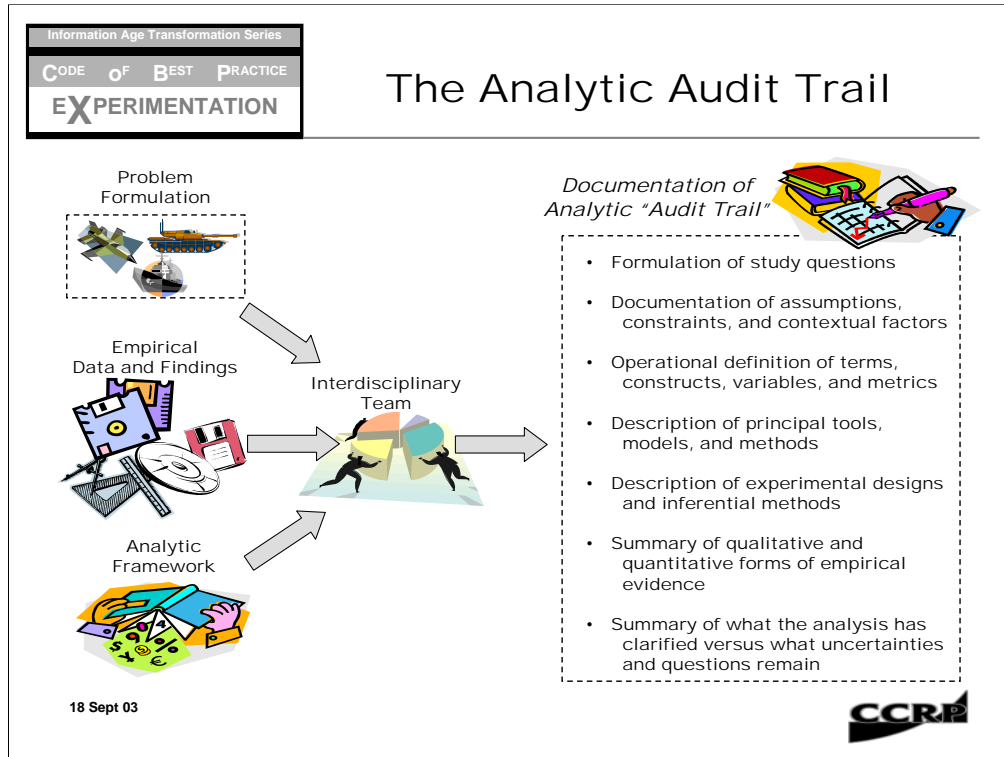 Information Age Transformation Series
CODE OF BEST PRACTICE
EXPERIMENTATION
The Analytic Audit Trail
Problem
Formulation
Empirical
Data and Findings
Analytic
Framework
Interdisciplinary
Team
Documentation of
Analytic “Audit Trail”
• Formulation of study questions
• Documentation of assumptions,
constraints, and contextual factors
• Operational definition of terms,
constructs, variables, and metrics
• Description of principal tools,
models, and methods
• Description of experimental designs
and inferential methods
• Summary of qualitative and
quantitative forms of empirical
evidence
• Summary of what the analysis has
clarified versus what uncertainties
and questions remain
$ ¥ @ € % 4
18 Sept 03
CCRP